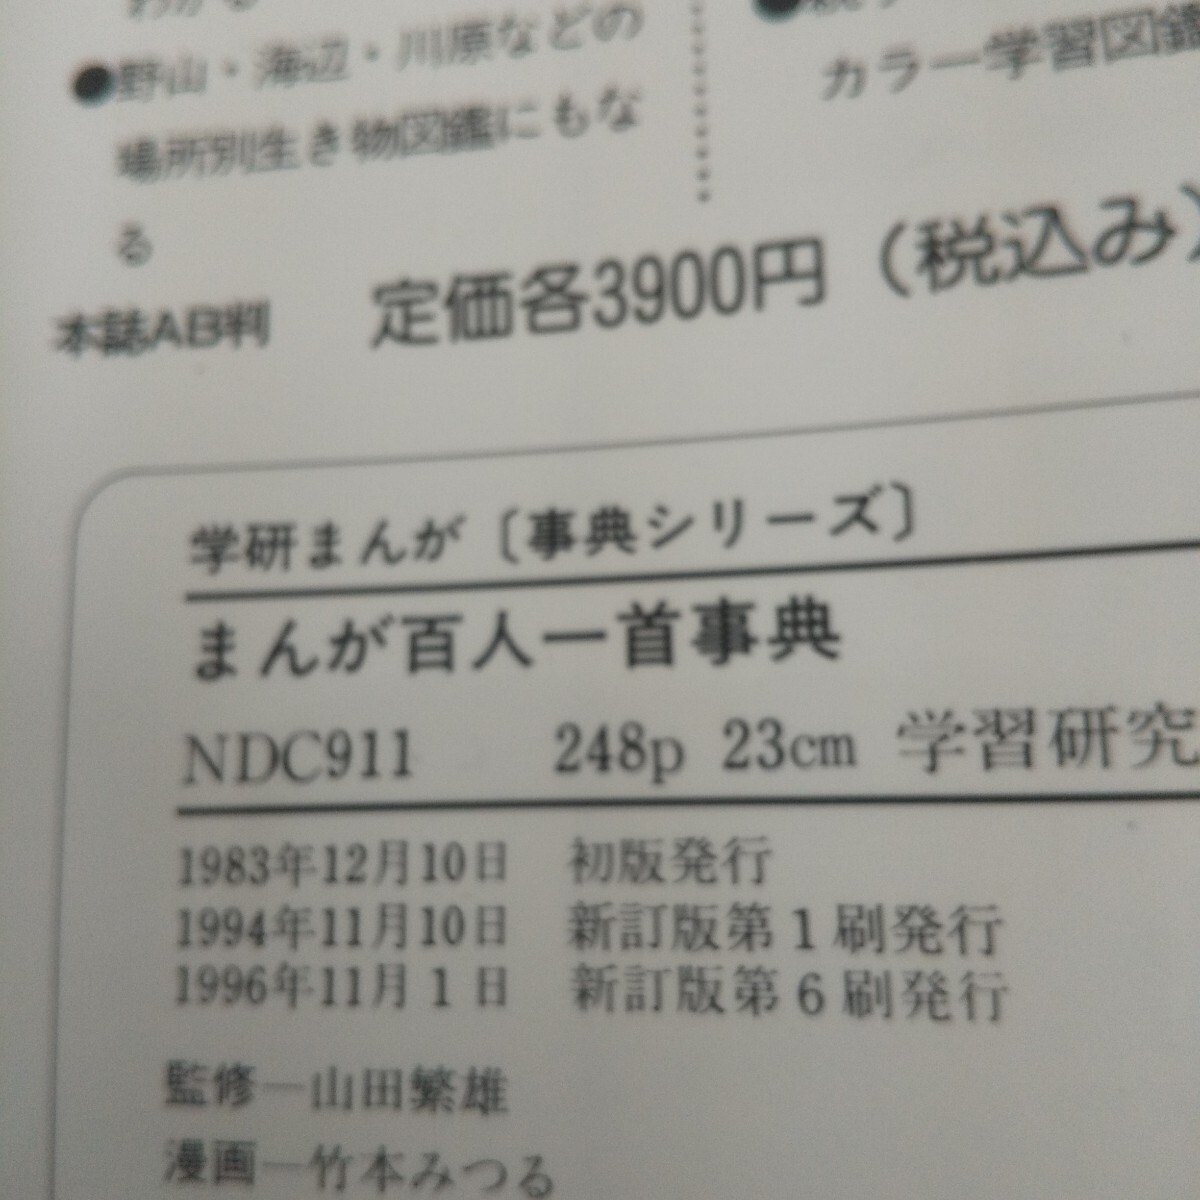 わかる
●野山・海辺・川原などの
場所別生き物図鑑にもな
る
カラー学習図鑑
本誌AB判
定価各3900円（税込み）
学研まんが〔事典シリーズ〕
まんが百人一首事典
NDC911 248p 23cm 学習研究
1983年12月10日 初版発行
1994年11月10日 新訂版第1刷発行
1996年11月1日 新訂版第6刷発行
監修―山田繁雄
漫画―竹本みつる